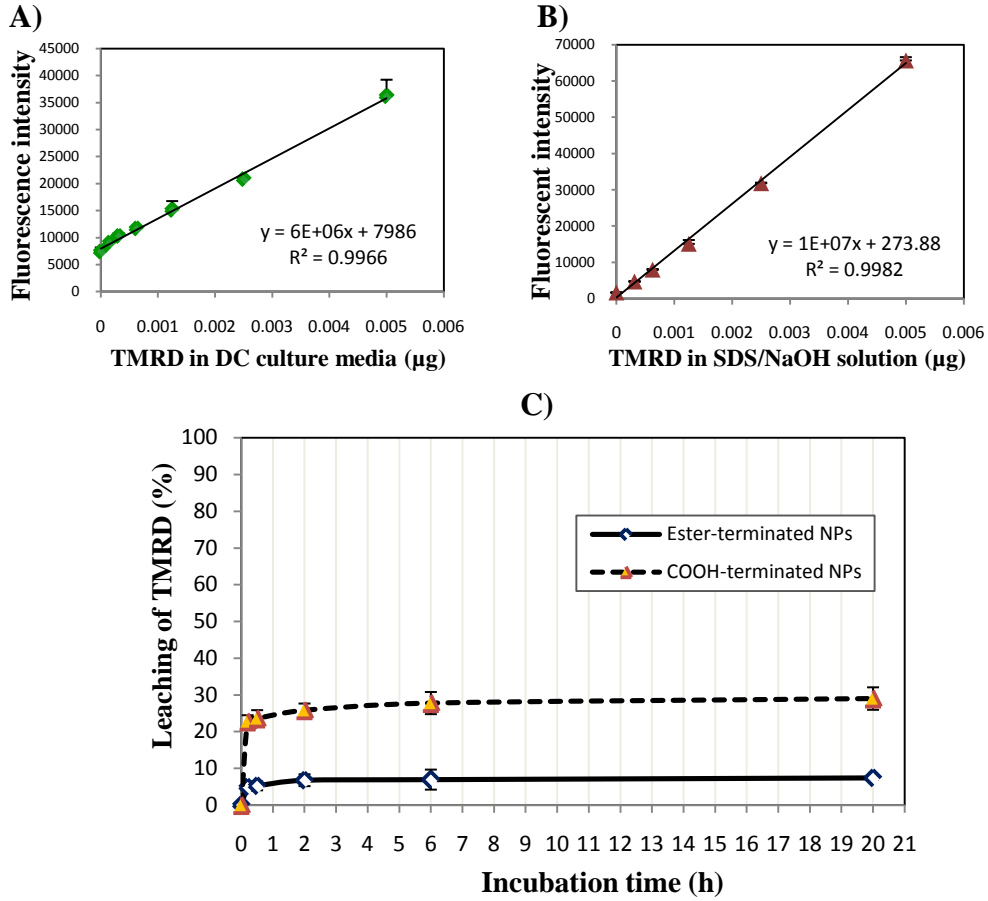 A)
Fluorescence intensity
45000
40000
35000
30000
25000
20000
15000
10000
5000
0
y = 6E+06x + 7986
R² = 0.9966
0 0.001 0.002 0.003 0.004 0.005 0.006
TMRD in DC culture media (µg)
B)
Fluorescent intensity
70000
60000
50000
40000
30000
20000
10000
0
y = 1E+07x + 273.88
R² = 0.9982
0 0.001 0.002 0.003 0.004 0.005 0.006
TMRD in SDS/NaOH solution (µg)
C)
Leaching of TMRD (%)
100
90
80
70
60
50
40
30
20
10
0
Ester-terminated NPs
COOH-terminated NPs
0 1 2 3 4 5 6 7 8 9 10 11 12 13 14 15 16 17 18 19 20 21
Incubation time (h)